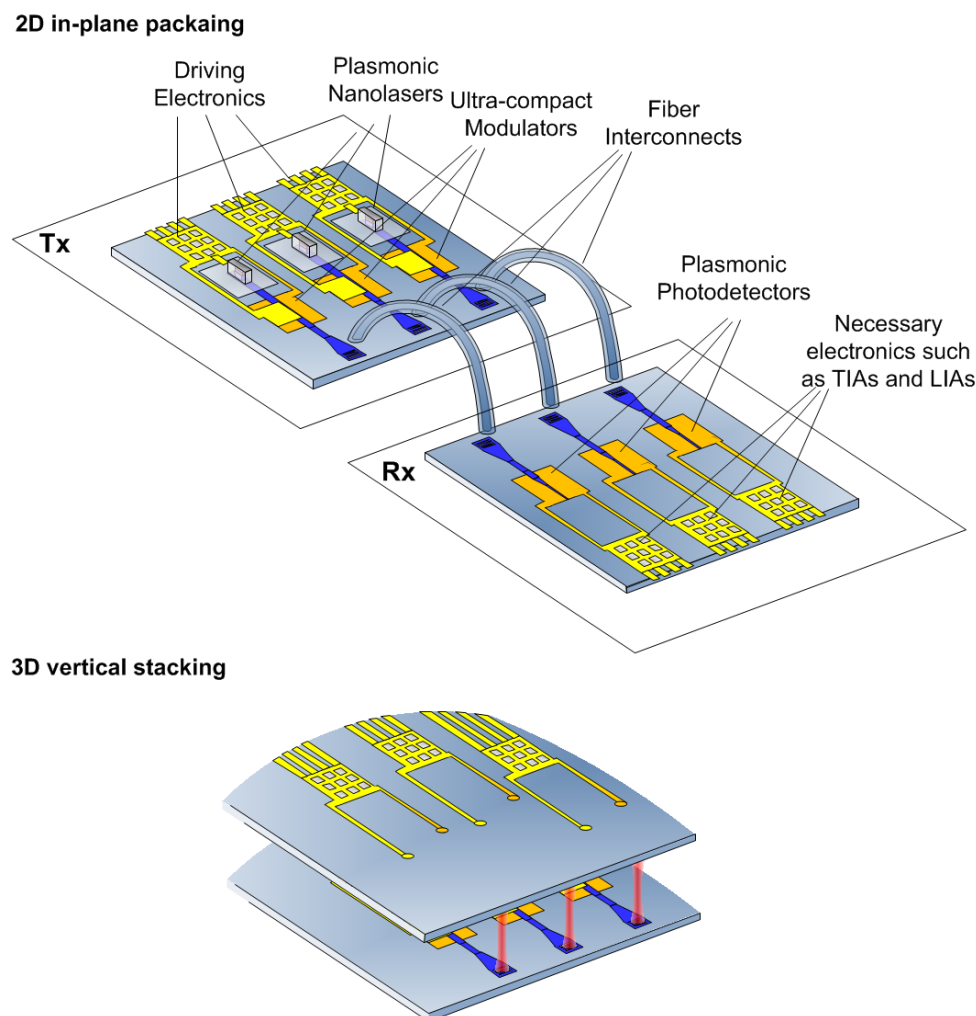 2D in-plane packaing
Driving
Electronics
Plasmonic
Nanolasers
Ultra-compact
Modulators
Fiber
Interconnects
Tx
Plasmonic
Photodetectors
Necessary
electronics such
as TIAs and LIAs
Rx
3D vertical stacking